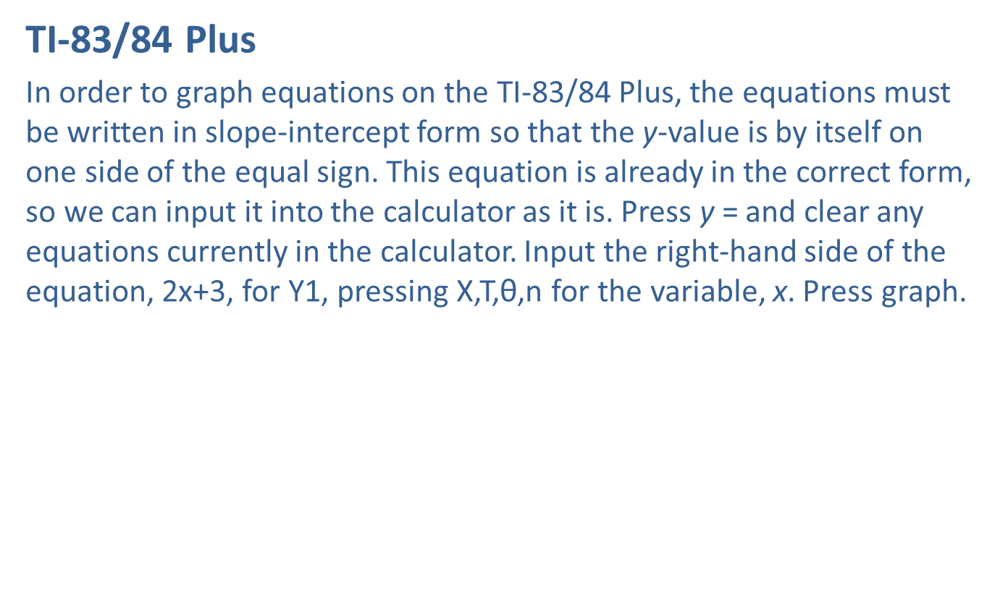 TI-83/84 Plus
In order to graph equations on the TI-83/84 Plus, the equations must
be written in slope-intercept form so that the y-value is by itself on
one side of the equal sign. This equation is already in the correct form,
so we can input it into the calculator as it is. Press y = and clear any
equations currently in the calculator. Input the right-hand side of the
equation, 2x+3, for Y1, pressing X,T,θ,n for the variable, x. Press graph.